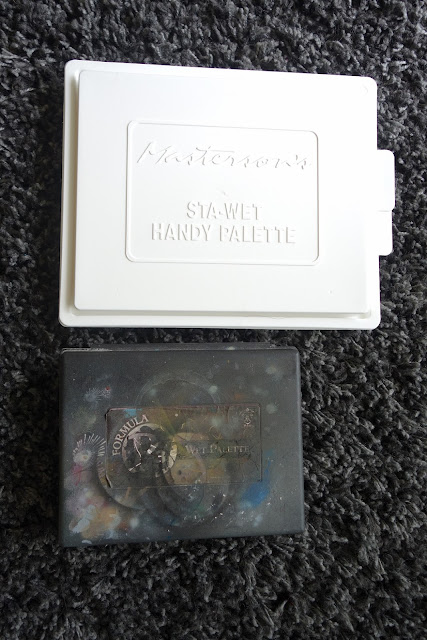 Masterson's
STA-WET
HANDY PALETTE
FORMULA
WET PALETTE